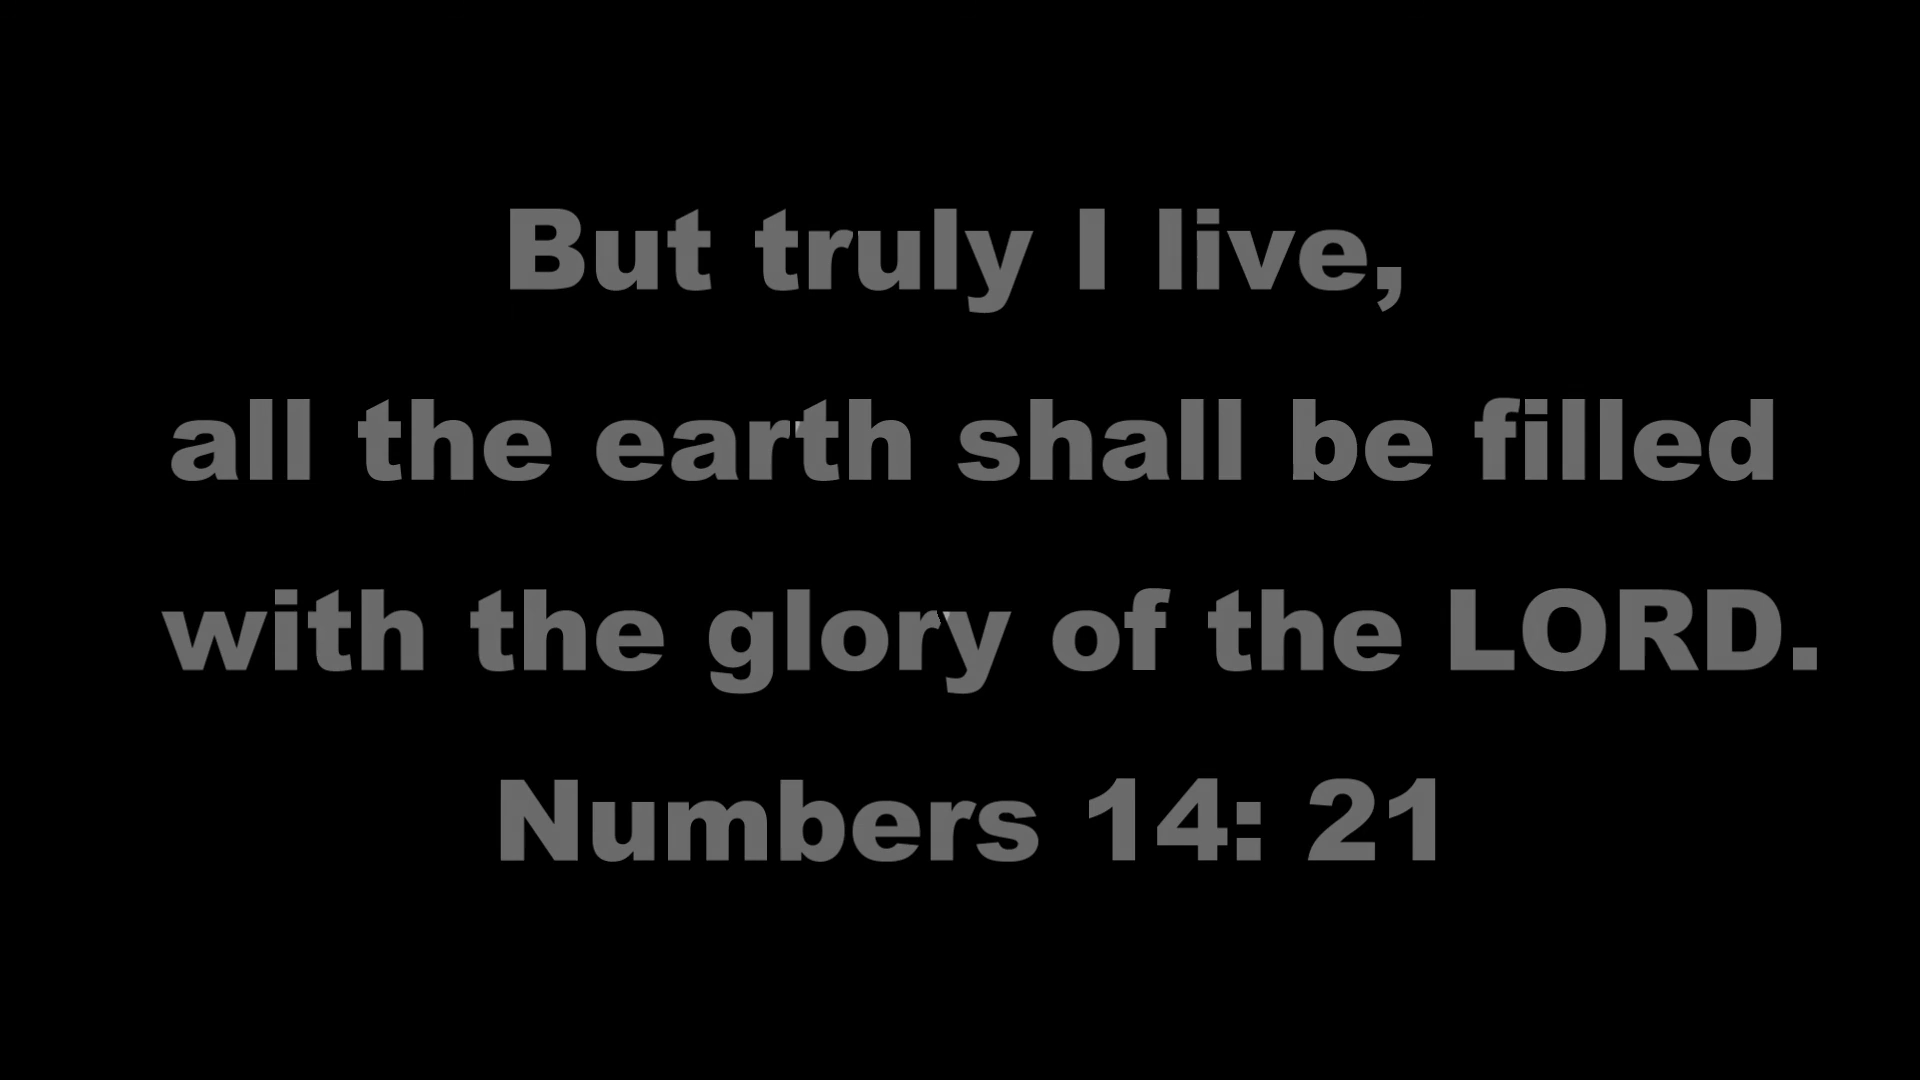 But truly I live,
all the earth shall be filled
with the glory of the LORD.
Numbers 14: 21